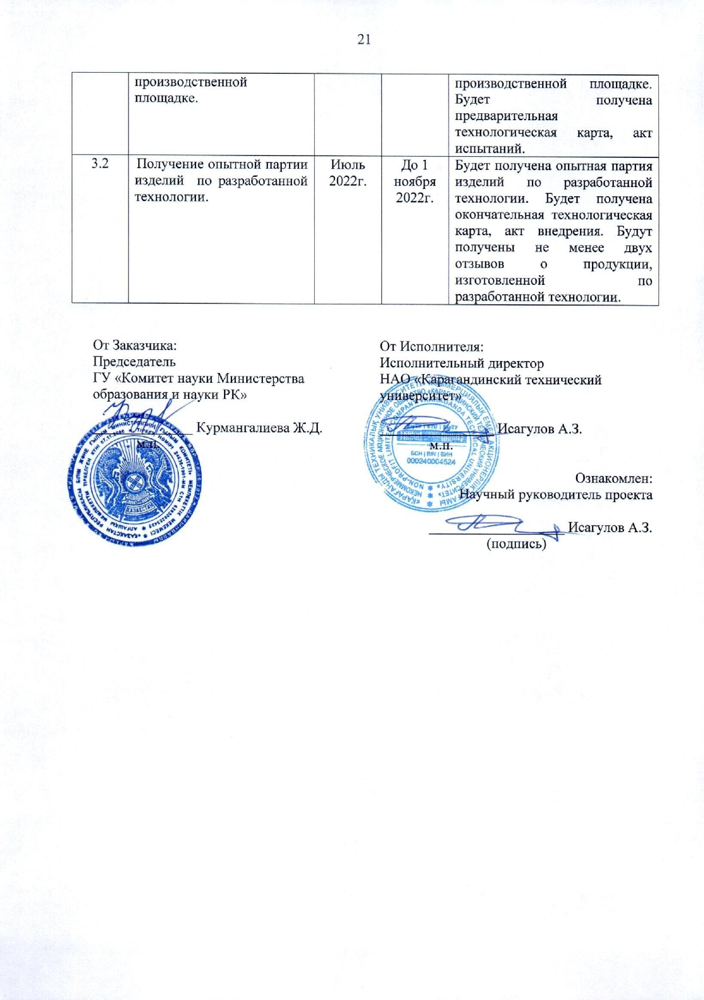 21
производственной
площадке.
производственной площадке.
Будет получена
предварительная
технологическая карта, акт
испытаний.
3.2
Получение опытной партии
изделий по разработанной
технологии.
Июль
2022г.
До 1
ноября
2022г.
Будет получена опытная партия
изделий по разработанной
технологии. Будет получена
окончательная технологическая
карта, акт внедрения. Будут
получены не менее двух
отзывов о продукции,
изготовленной по
разработанной технологии.
От Заказчика:
Председатель
ГУ «Комитет науки Министерства
образования и науки РК»
Курмангалиева Ж.Д.
м.п.
ҚАЗАҚСТАН
От Исполнителя:
Исполнительный директор
НАО «Карагандинский технический
университет»
Исагулов А.З.
м.п.
БСН | BIN | БИН
000240004524
Ознакомлен:
Научный руководитель проекта
Исагулов А.З.
(подпись)